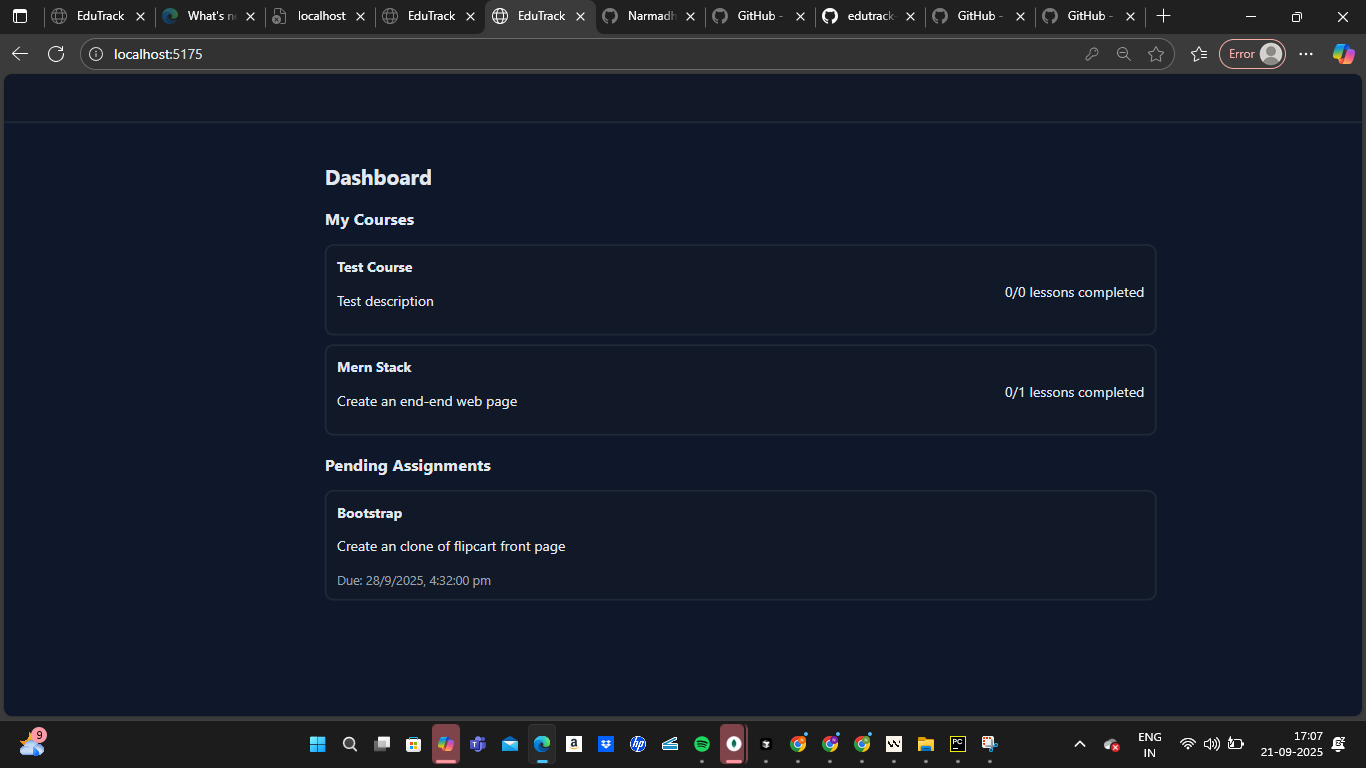 EduTrack
What's n
localhost
EduTrack
EduTrack
Narmadh
GitHub -
edutrack-
GitHub -
GitHub -
localhost:5175
Error
Dashboard
My Courses
Test Course
Test description
0/0 lessons completed
Mern Stack
Create an end-end web page
0/1 lessons completed
Pending Assignments
Bootstrap
Create an clone of flipcart front page
Due: 28/9/2025, 4:32:00 pm
9
ENG
IN
17:07
21-09-2025